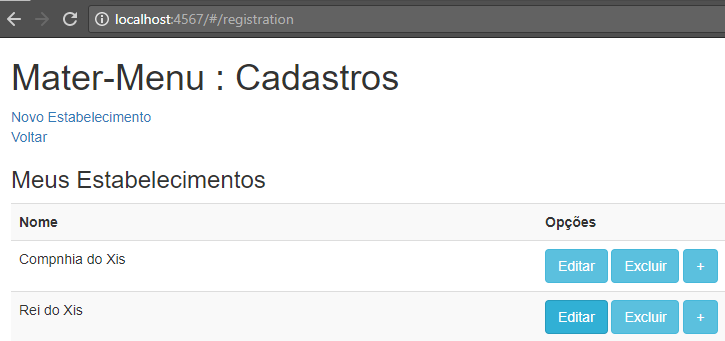 localhost:4567/#/registration
Mater-Menu : Cadastros
Novo Estabelecimento
Voltar
Meus Estabelecimentos
Nome Opções
Compnhia do Xis Editar Excluir +
Rei do Xis Editar Excluir +